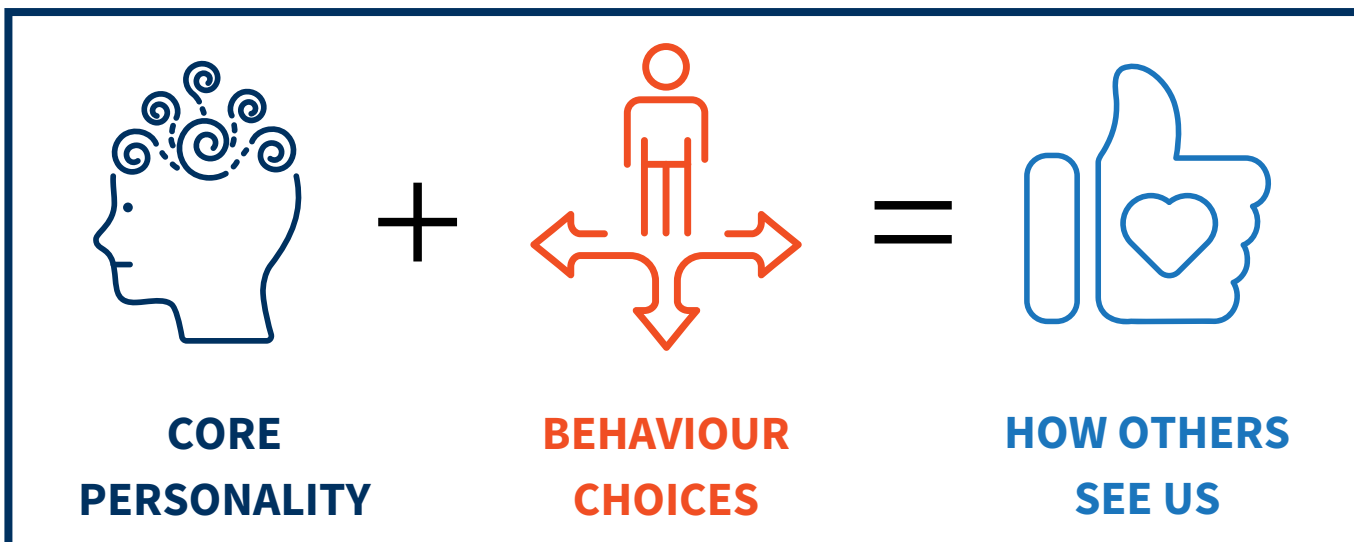 +
=
CORE
PERSONALITY
BEHAVIOUR
CHOICES
HOW OTHERS
SEE US